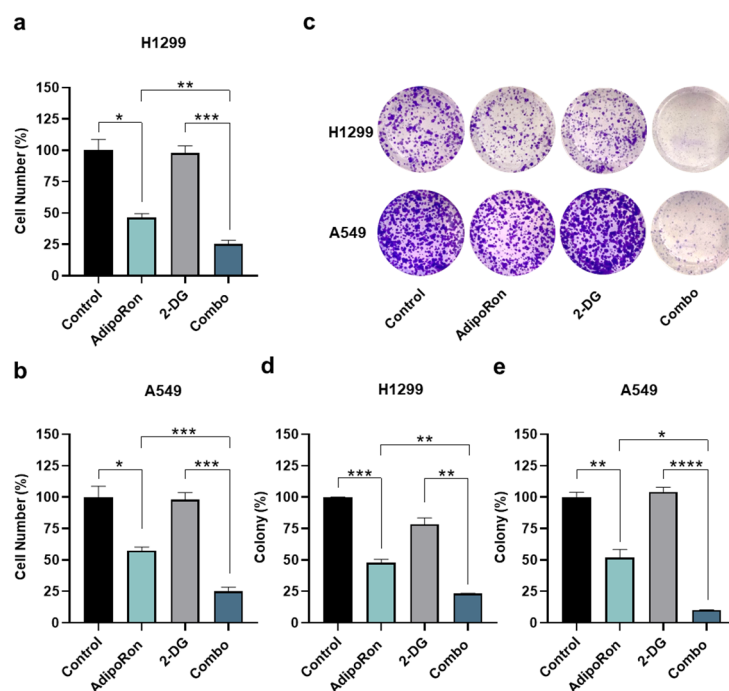 a
H1299
Cell Number (%)
150
125
100
75
50
25
0
*
**
***
Control
AdipoRon
2-DG
Combo
c
H1299
A549
Control
AdipoRon
2-DG
Combo
b
A549
Cell Number (%)
150
125
100
75
50
25
0
*
***
***
Control
AdipoRon
2-DG
Combo
d
H1299
Colony (%)
150
125
100
75
50
25
0
***
**
**
Control
AdipoRon
2-DG
Combo
e
A549
Colony (%)
150
125
100
75
50
25
0
**
*
****
Control
AdipoRon
2-DG
Combo